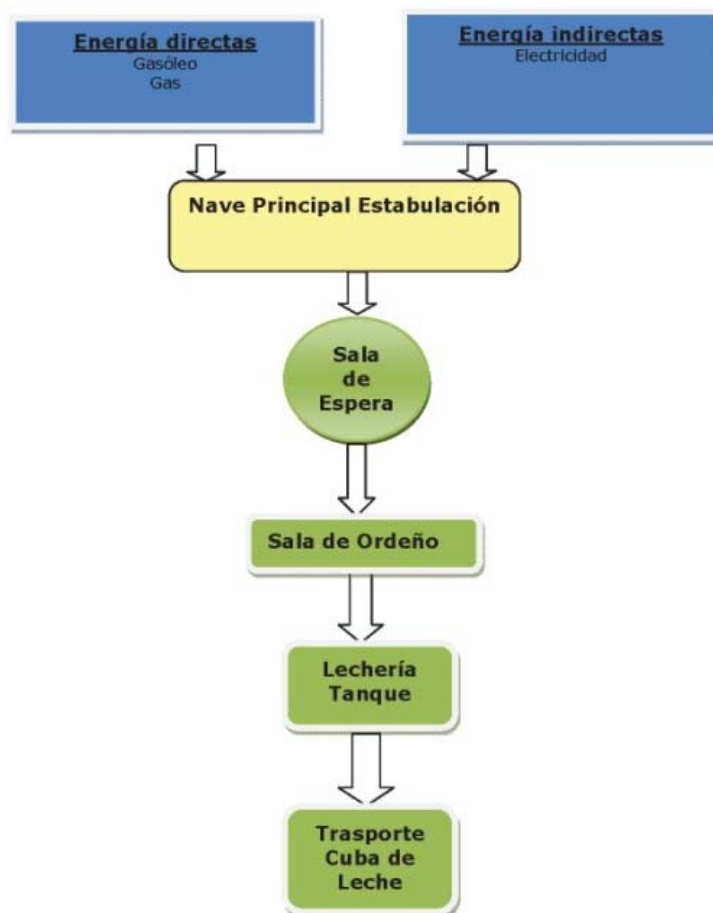 Energía directas
Gasóleo
Gas
Energía indirectas
Electricidad
Nave Principal Estabulación
Sala
de
Espera
Sala de Ordeño
Lechería
Tanque
Trasporte
Cuba de
Leche